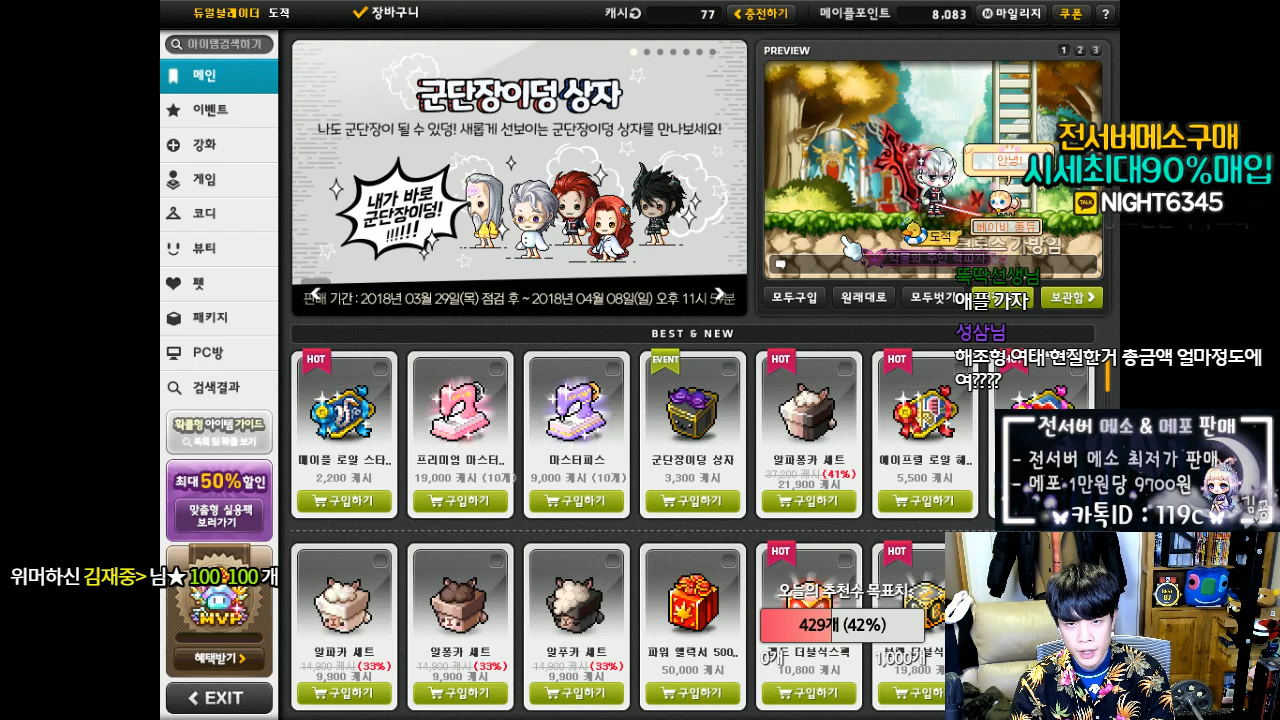 듀얼블레이더 도적
장바구니
캐시
77
충전하기
메이플포인트
8,083
마일리지
쿠폰
?
아이템검색하기
메인
이벤트
강화
게임
코디
뷰티
펫
패키지
PC방
검색결과
확률형 아이템 가이드
목록 및 확률 보기
최대 50% 할인
맞춤형 실용팩
보러가기
MVP
혜택받기
EXIT
군단장이덩 상자
나도 군단장이 될 수 있덩! 새롭게 선보이는 군단장이덩 상자를 만나보세요!
내가 바로
군단장이덩!
!!!!!!
판매 기간 : 2018년 03월 29일(목) 점검 후 ~ 2018년 04월 08일(일) 오후 11시 59분
PREVIEW
1 2 3
안녕!
베이비 붐듀
도적
모두구입
원래대로
모두벗기
보관함
전서버메소구매
시세최대90%매입
TALK
NIGHT6345
뚝딱선생님
애플 가자
성삼님
해조형 여태 현질한거 총금액 얼마정도에
여????
BEST & NEW
HOT
EVENT
HOT
HOT
메이플 로얄 스타..
프리미엄 마스터..
마스터피스
군단장이덩 상자
알파퐁카 세트
에이프릴 로얄 헤..
2,200 캐시
19,000 캐시 (10개)
9,000 캐시 (10개)
3,300 캐시
37,200 캐시 (41%)
21,900 캐시
5,500 캐시
구입하기
구입하기
구입하기
구입하기
구입하기
구입하기
전서버 메소 & 메포 판매
- 전서버 메소 최저가 판매
- 메포 1만원당 9700원
카톡ID : 119c
위머하신 김재중> 님★ 100 100 개
HOT
HOT
알파카 세트
알퐁카 세트
알푸카 세트
파워 엘릭서 500..
14,900 캐시 (33%)
9,900 캐시
14,900 캐시 (33%)
9,900 캐시
14,900 캐시 (33%)
9,900 캐시
50,000 캐시
10,800 캐시
19,800 캐시
구입하기
구입하기
구입하기
구입하기
구입하기
오늘의 추천수 목표치
429개 (42%)
0개
1,000개